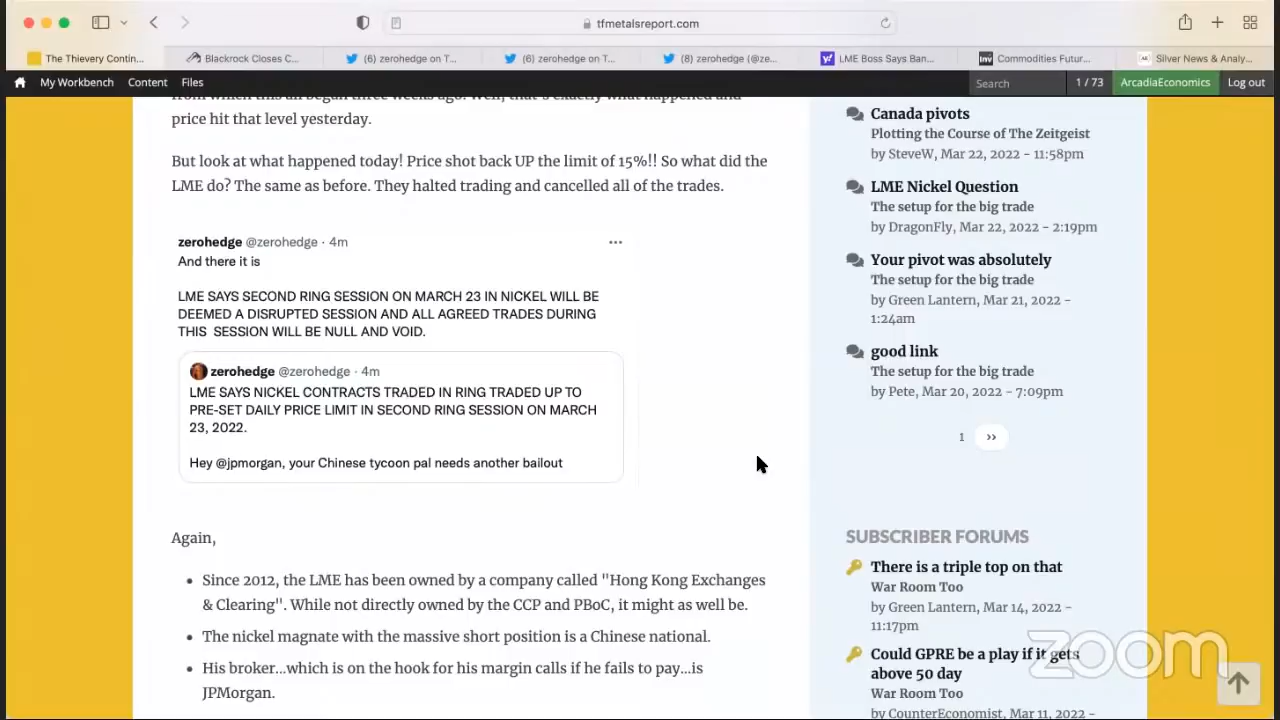 tfmetalsreport.com
The Thievery Contin...
Blackrock Closes C...
(6) zerohedge on T...
(6) zerohedge on T...
(8) zerohedge (@ze...
LME Boss Says Ban...
Commodities Futur...
Silver News & Analy...
My Workbench Content Files
Search 1 / 73 ArcadiaEconomics Log out
price hit that level yesterday.
But look at what happened today! Price shot back UP the limit of 15%!! So what did the
LME do? The same as before. They halted trading and cancelled all of the trades.
zerohedge @zerohedge · 4m
And there it is
LME SAYS SECOND RING SESSION ON MARCH 23 IN NICKEL WILL BE
DEEMED A DISRUPTED SESSION AND ALL AGREED TRADES DURING
THIS SESSION WILL BE NULL AND VOID.
zerohedge @zerohedge · 4m
LME SAYS NICKEL CONTRACTS TRADED IN RING TRADED UP TO
PRE-SET DAILY PRICE LIMIT IN SECOND RING SESSION ON MARCH
23, 2022.
Hey @jpmorgan, your Chinese tycoon pal needs another bailout
Again,
• Since 2012, the LME has been owned by a company called "Hong Kong Exchanges
& Clearing". While not directly owned by the CCP and PBoC, it might as well be.
• The nickel magnate with the massive short position is a Chinese national.
• His broker...which is on the hook for his margin calls if he fails to pay...is
JPMorgan.
Canada pivots
Plotting the Course of The Zeitgeist
by SteveW, Mar 22, 2022 - 11:58pm
LME Nickel Question
The setup for the big trade
by DragonFly, Mar 22, 2022 - 2:19pm
Your pivot was absolutely
The setup for the big trade
by Green Lantern, Mar 21, 2022 -
1:24am
good link
The setup for the big trade
by Pete, Mar 20, 2022 - 7:09pm
1 ››
SUBSCRIBER FORUMS
There is a triple top on that
War Room Too
by Green Lantern, Mar 14, 2022 -
11:17pm
Could GPRE be a play if it gets
above 50 day
War Room Too
by CounterEconomist, Mar 11, 2022 -
zoom